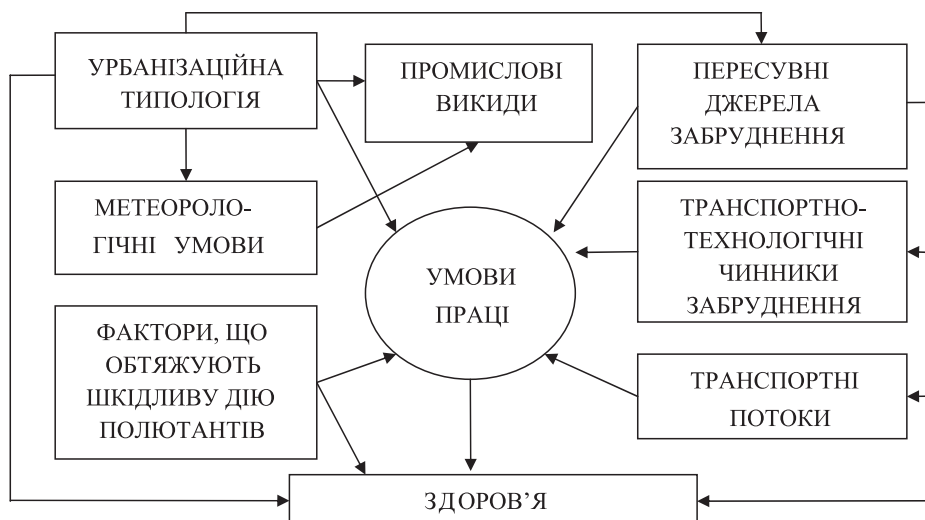 УРБАНІЗАЦІЙНА
ТИПОЛОГІЯ
ПРОМИСЛОВІ
ВИКИДИ
ПЕРЕСУВНІ
ДЖЕРЕЛА
ЗАБРУДНЕННЯ
МЕТЕОРОЛО-
ГІЧНІ УМОВИ
ТРАНСПОРТНО-
ТЕХНОЛОГІЧНІ
ЧИННИКИ
ЗАБРУДНЕННЯ
УМОВИ
ПРАЦІ
ФАКТОРИ, ЩО
ОБТЯЖУЮТЬ
ШКІДЛИВУ ДІЮ
ПОЛЮТАНТІВ
ТРАНСПОРТНІ
ПОТОКИ
ЗДОРОВ’Я